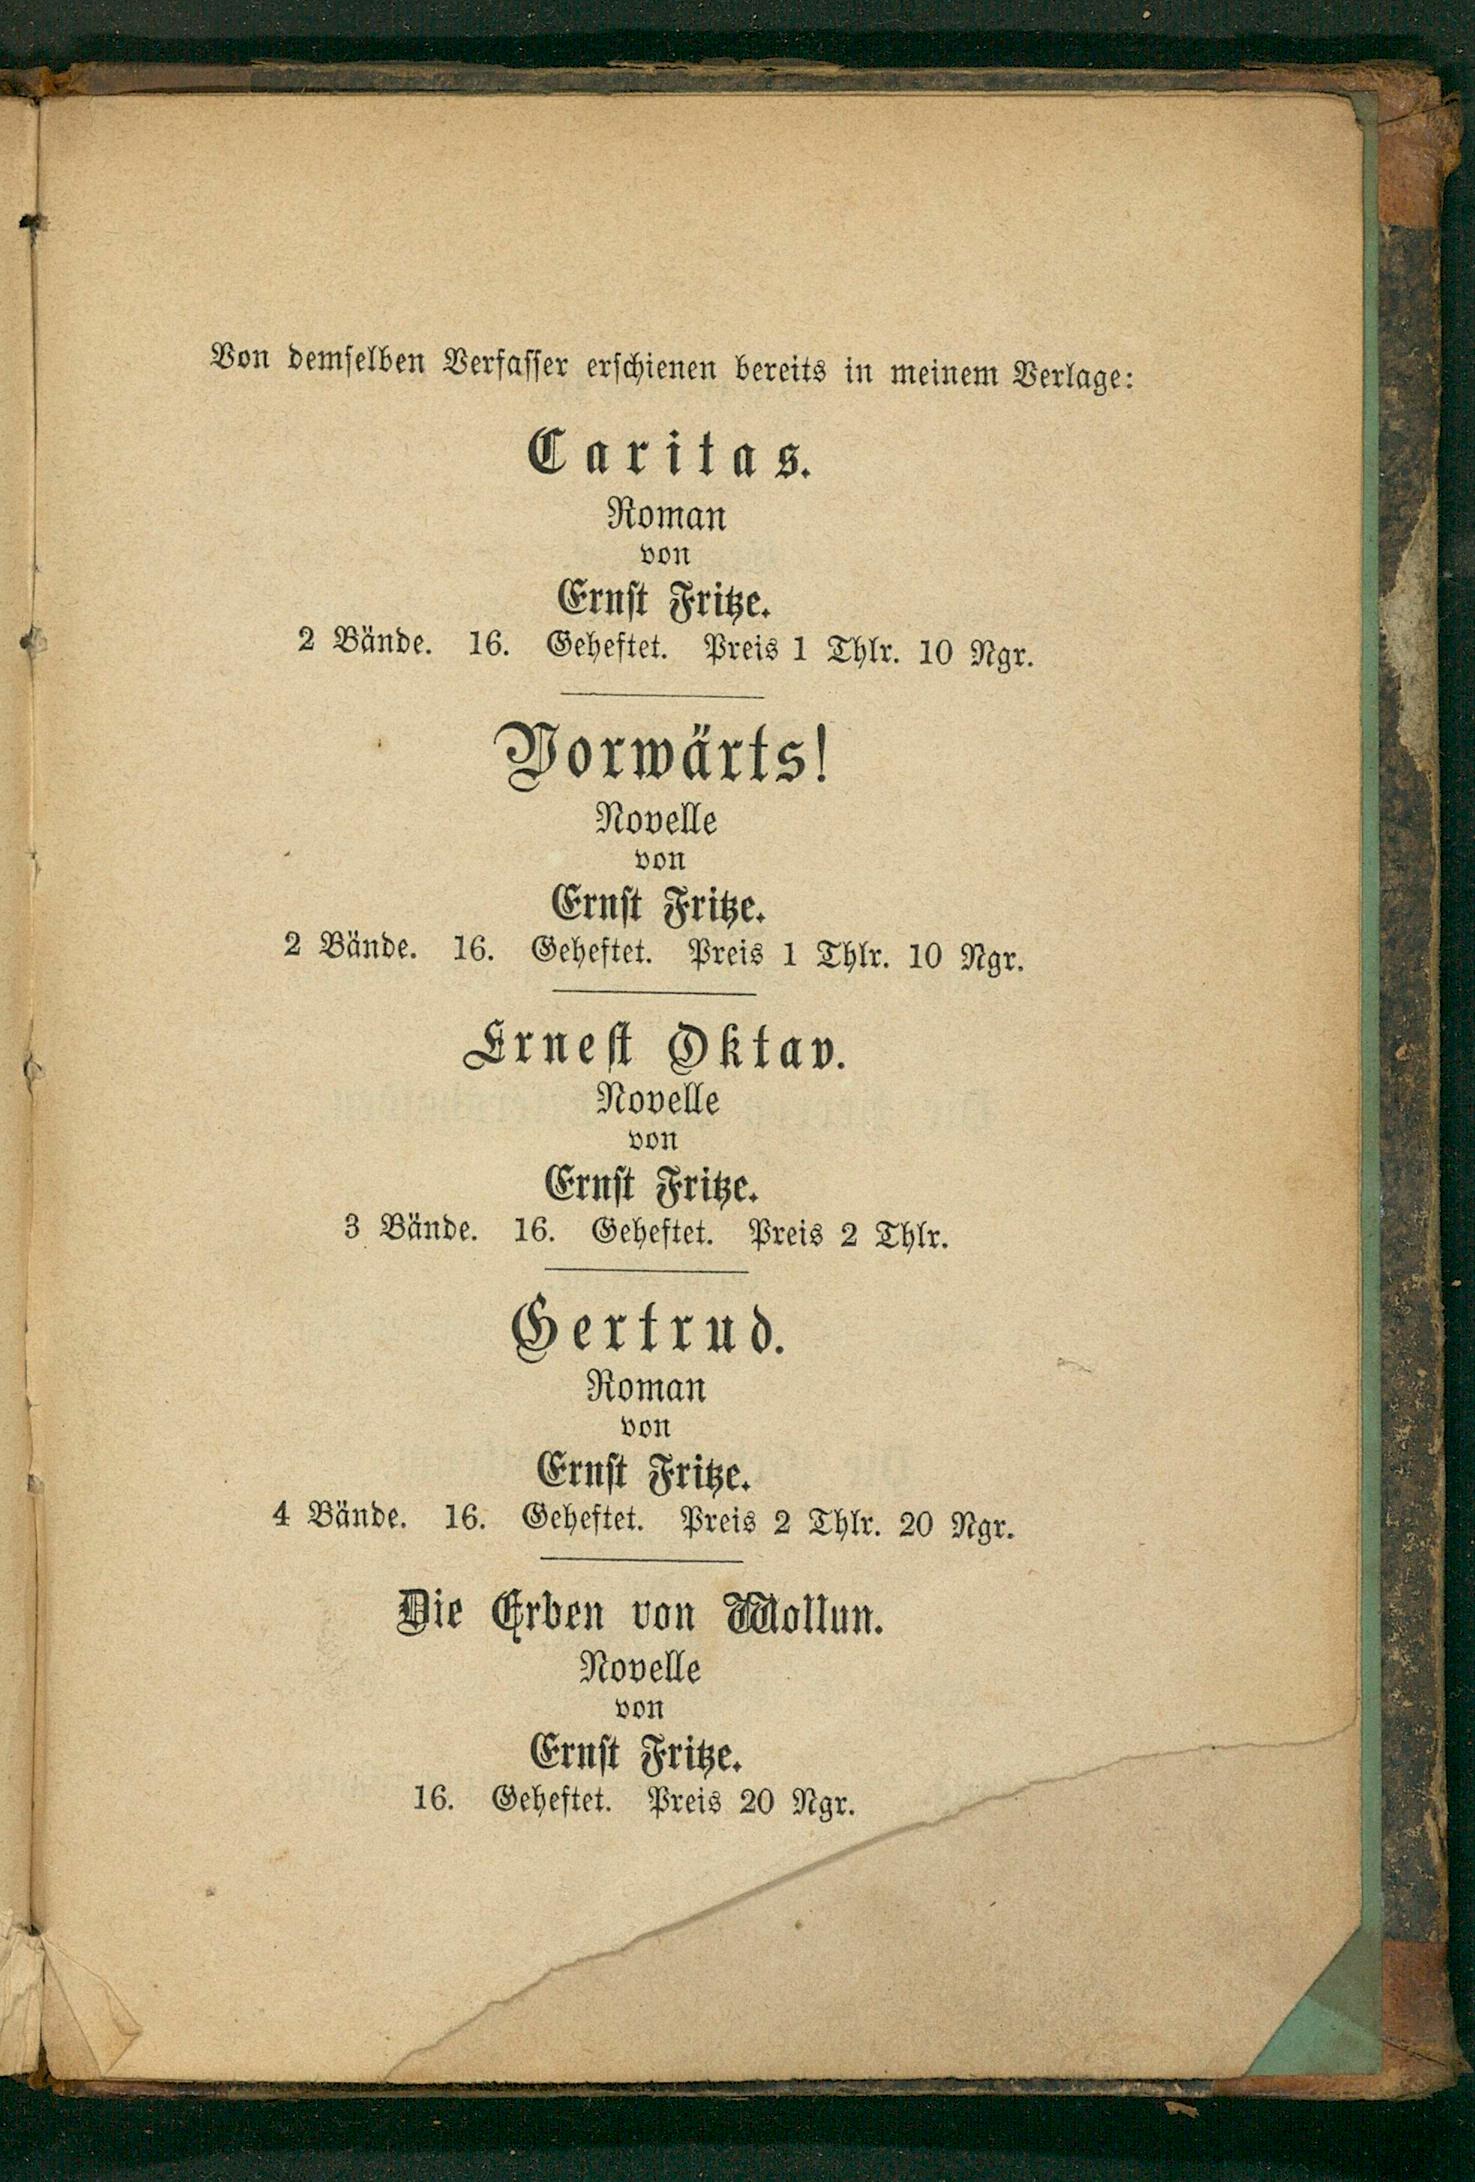 Von demselben Verfasser erschienen bereits in meinem Verlage:
Caritas.
Roman
von
Ernst Fritze.
2 Bände. 16. Geheftet. Preis 1 Thlr. 10 Ngr.
Vorwärts!
Novelle
von
Ernst Fritze.
2 Bände. 16. Geheftet. Preis 1 Thlr. 10 Ngr.
Ernest Oktav.
Novelle
von
Ernst Fritze.
3 Bände. 16. Geheftet. Preis 2 Thlr.
Gertrud.
Roman
von
Ernst Fritze.
4 Bände. 16. Geheftet. Preis 2 Thlr. 20 Ngr.
Die Erben von Wollun.
Novelle
von
Ernst Fritze.
16. Geheftet. Preis 20 Ngr.